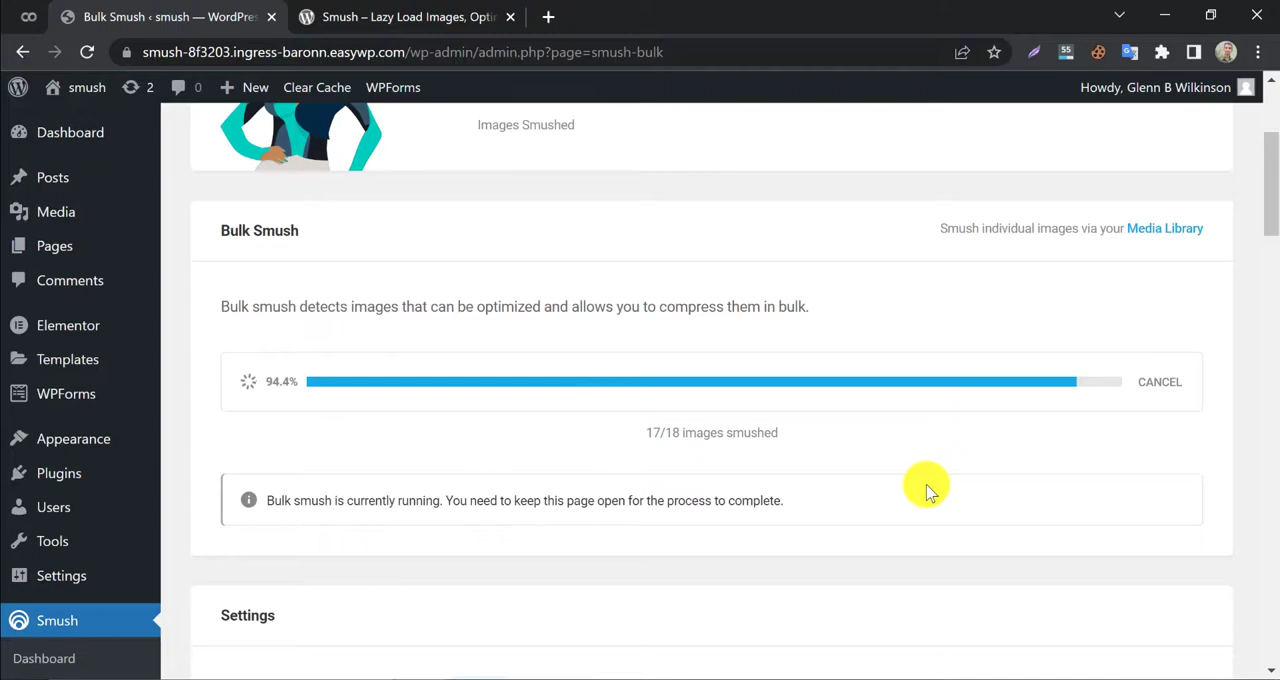 Bulk Smush ‹ smush — WordPres
Smush – Lazy Load Images, Opti
smush-8f3203.ingress-baronn.easywp.com/wp-admin/admin.php?page=smush-bulk
55
smush
2
0
New
Clear Cache
WPForms
Howdy, Glenn B Wilkinson
Dashboard
Posts
Media
Pages
Comments
Elementor
Templates
WPForms
Appearance
Plugins
Users
Tools
Settings
Smush
Dashboard
Images Smushed
Bulk Smush
Smush individual images via your Media Library
Bulk smush detects images that can be optimized and allows you to compress them in bulk.
94.4%
CANCEL
17/18 images smushed
Bulk smush is currently running. You need to keep this page open for the process to complete.
Settings